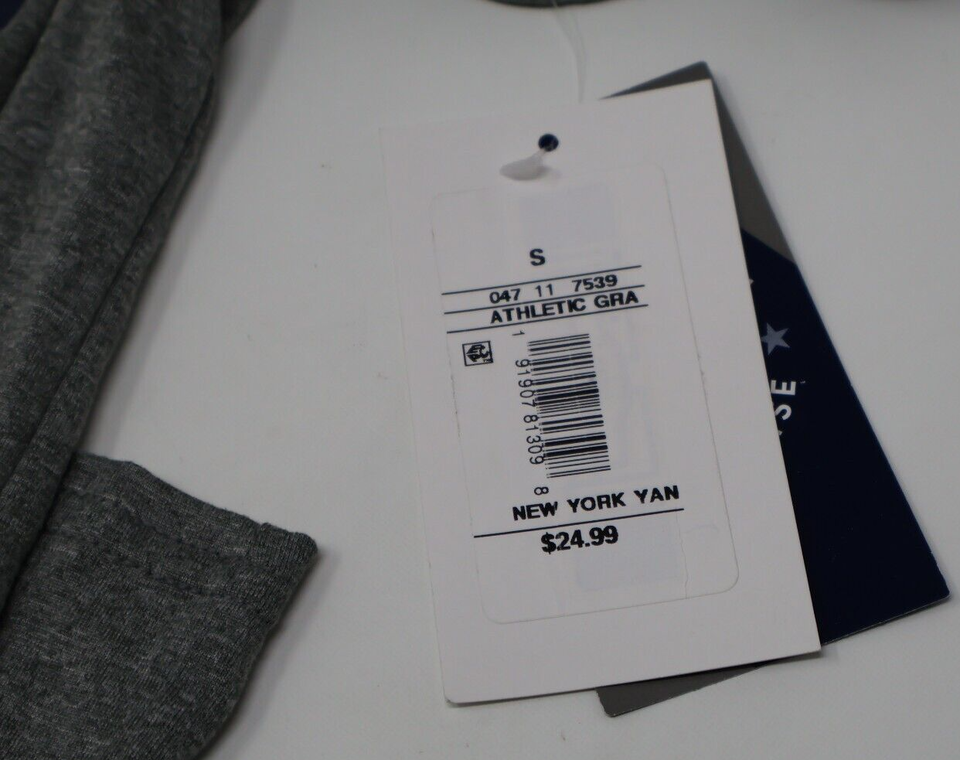 S
047 11 7539
ATHLETIC GRA
1 91907 81309 8
NEW YORK YAN
$24.99